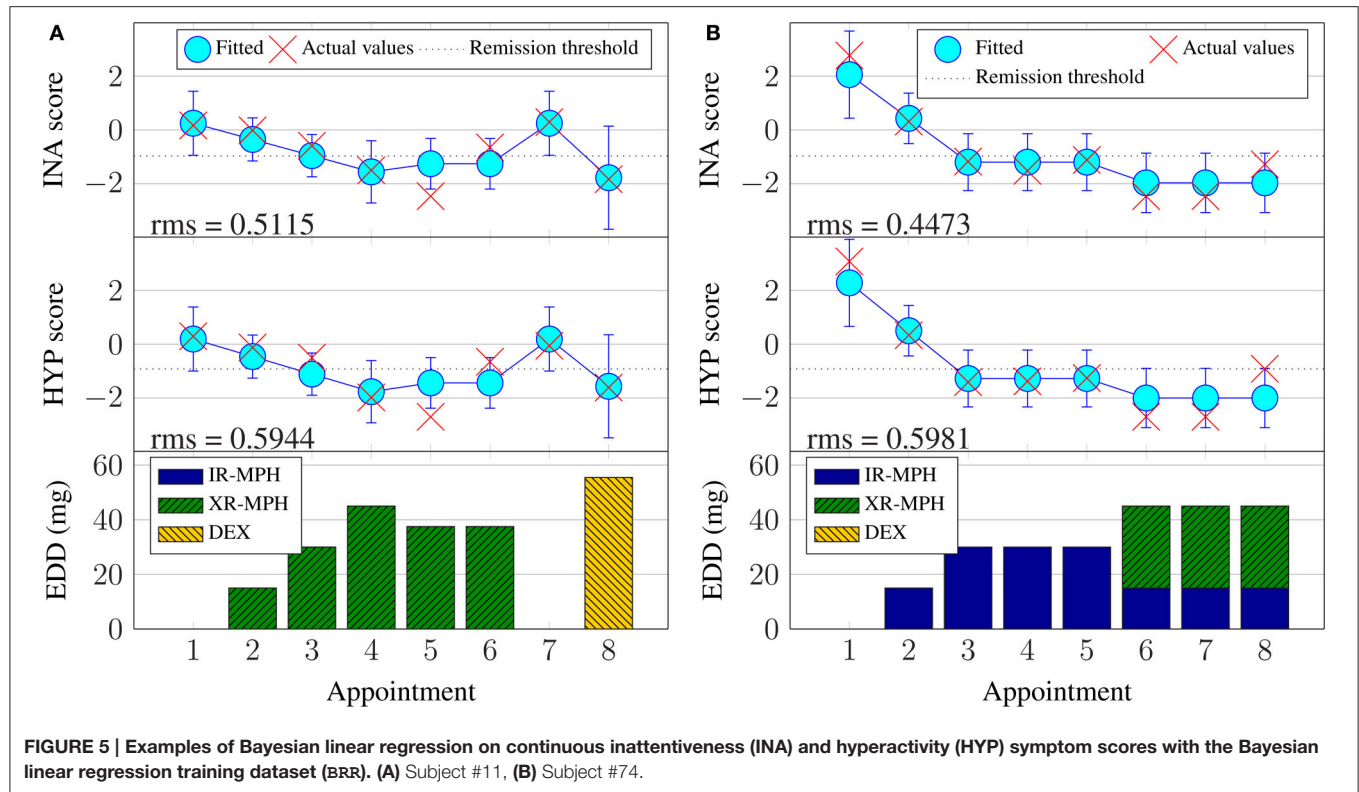 A
Fitted Actual values Remission threshold
INA score
2
0
−2
rms = 0.5115
HYP score
2
0
−2
rms = 0.5944
EDD (mg)
60
40
20
0
IR-MPH
XR-MPH
DEX
1 2 3 4 5 6 7 8
Appointment
B
Fitted Actual values
Remission threshold
INA score
2
0
−2
rms = 0.4473
HYP score
2
0
−2
rms = 0.5981
EDD (mg)
60
40
20
0
IR-MPH
XR-MPH
DEX
1 2 3 4 5 6 7 8
Appointment
FIGURE 5 | Examples of Bayesian linear regression on continuous inattentiveness (INA) and hyperactivity (HYP) symptom scores with the Bayesian
linear regression training dataset (BRR). (A) Subject #11, (B) Subject #74.